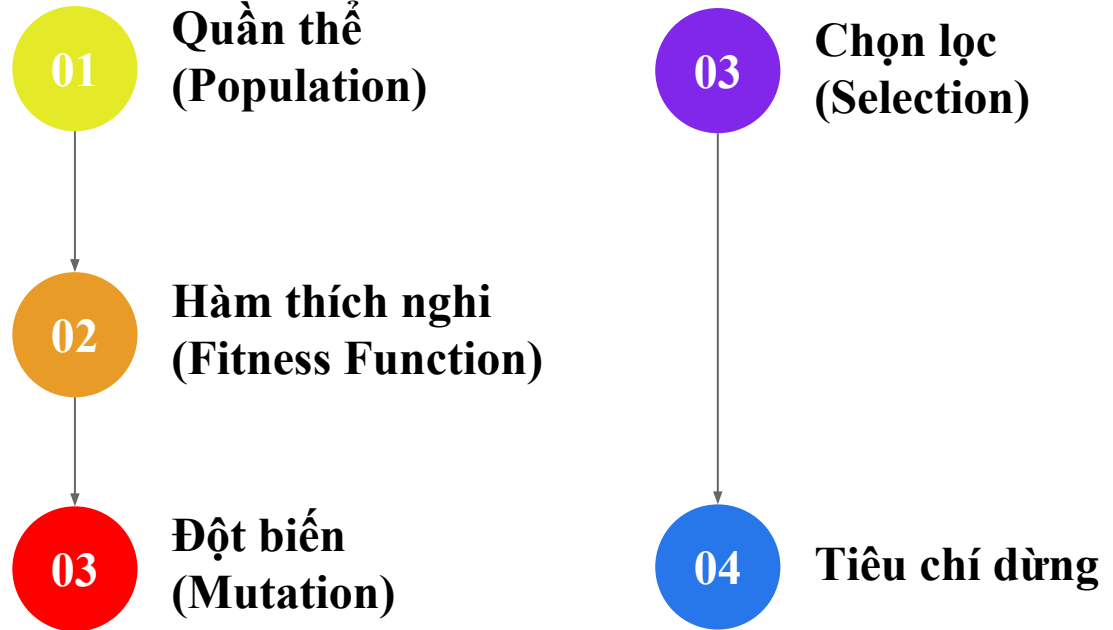 01
Quần thể
(Population)
02
Hàm thích nghi
(Fitness Function)
03
Đột biến
(Mutation)
03
Chọn lọc
(Selection)
04
Tiêu chí dừng